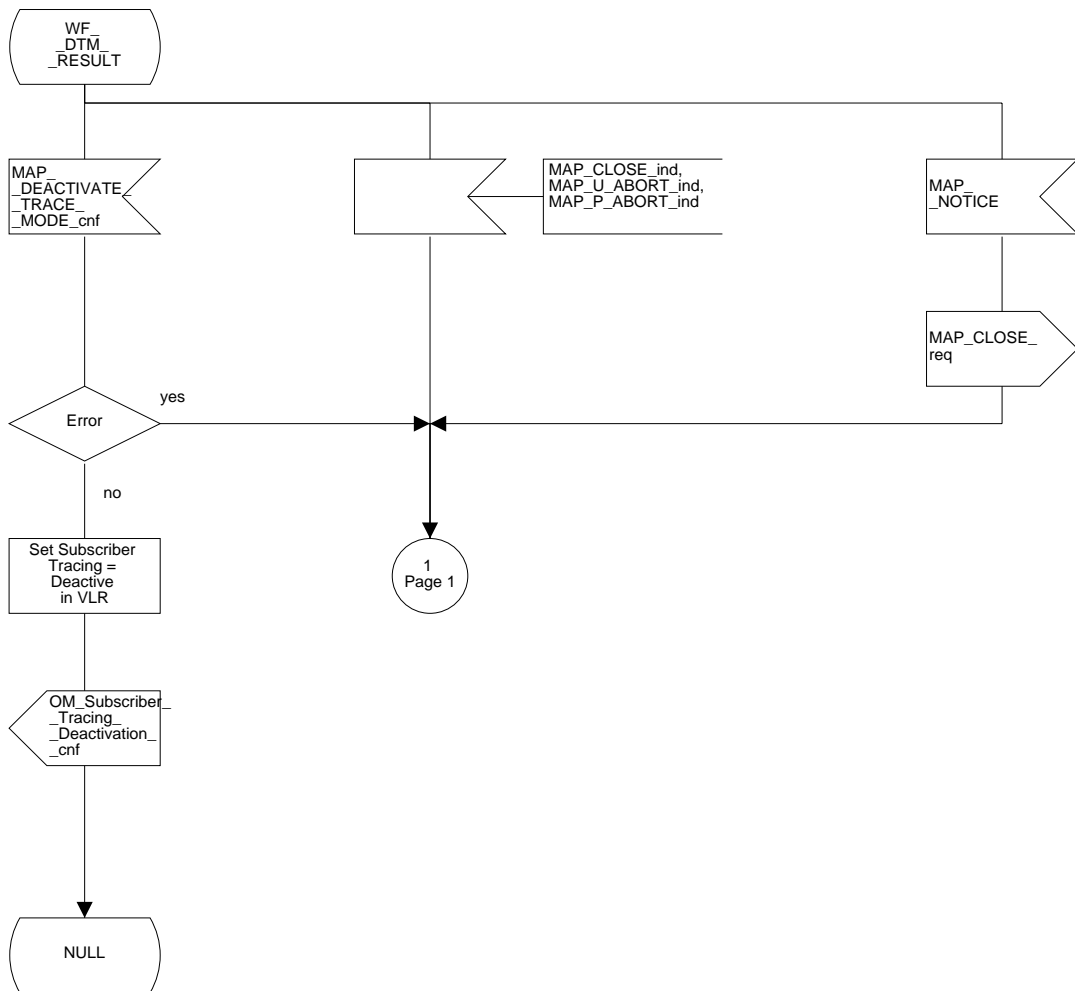 WF_
_DTM_
_RESULT
MAP_
_DEACTIVATE_
_TRACE_
_MODE_cnf
MAP_CLOSE_ind,
MAP_U_ABORT_ind,
MAP_P_ABORT_ind
MAP_
_NOTICE
MAP_CLOSE_
req
Error
yes
no
Set Subscriber
Tracing =
Deactive
in VLR
1
Page 1
OM_Subscriber_
_Tracing_
_Deactivation_
_cnf
NULL